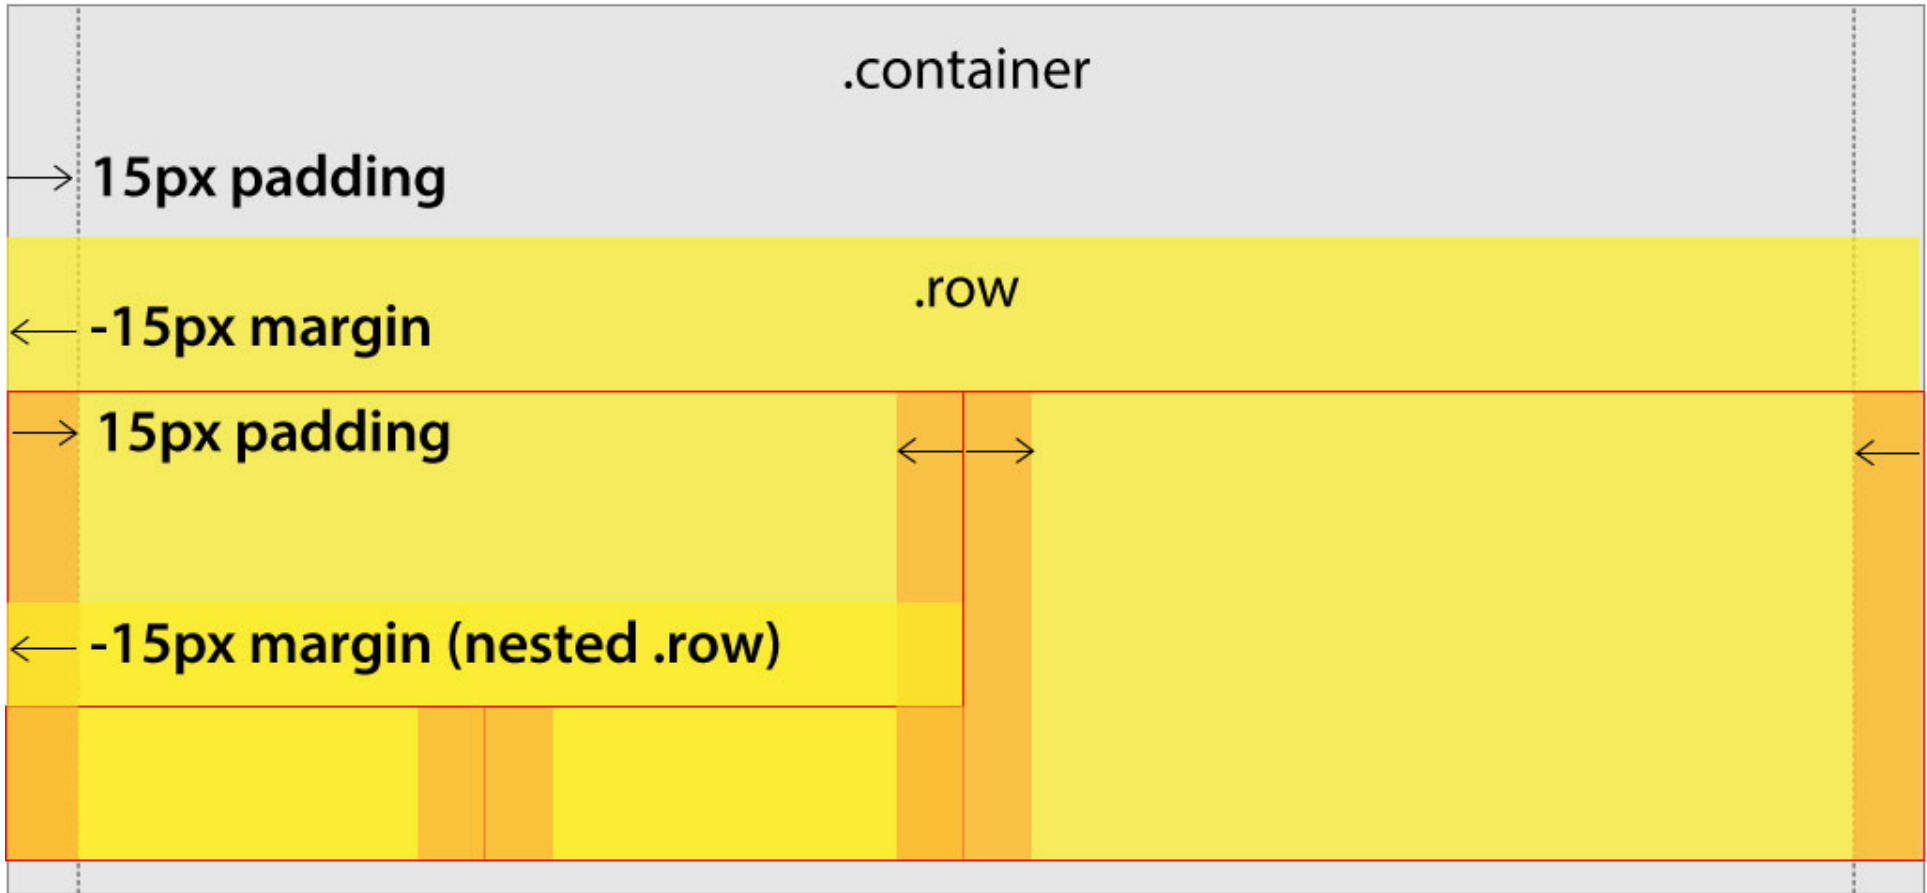 .container
15px padding
.row
-15px margin
15px padding
-15px margin (nested .row)